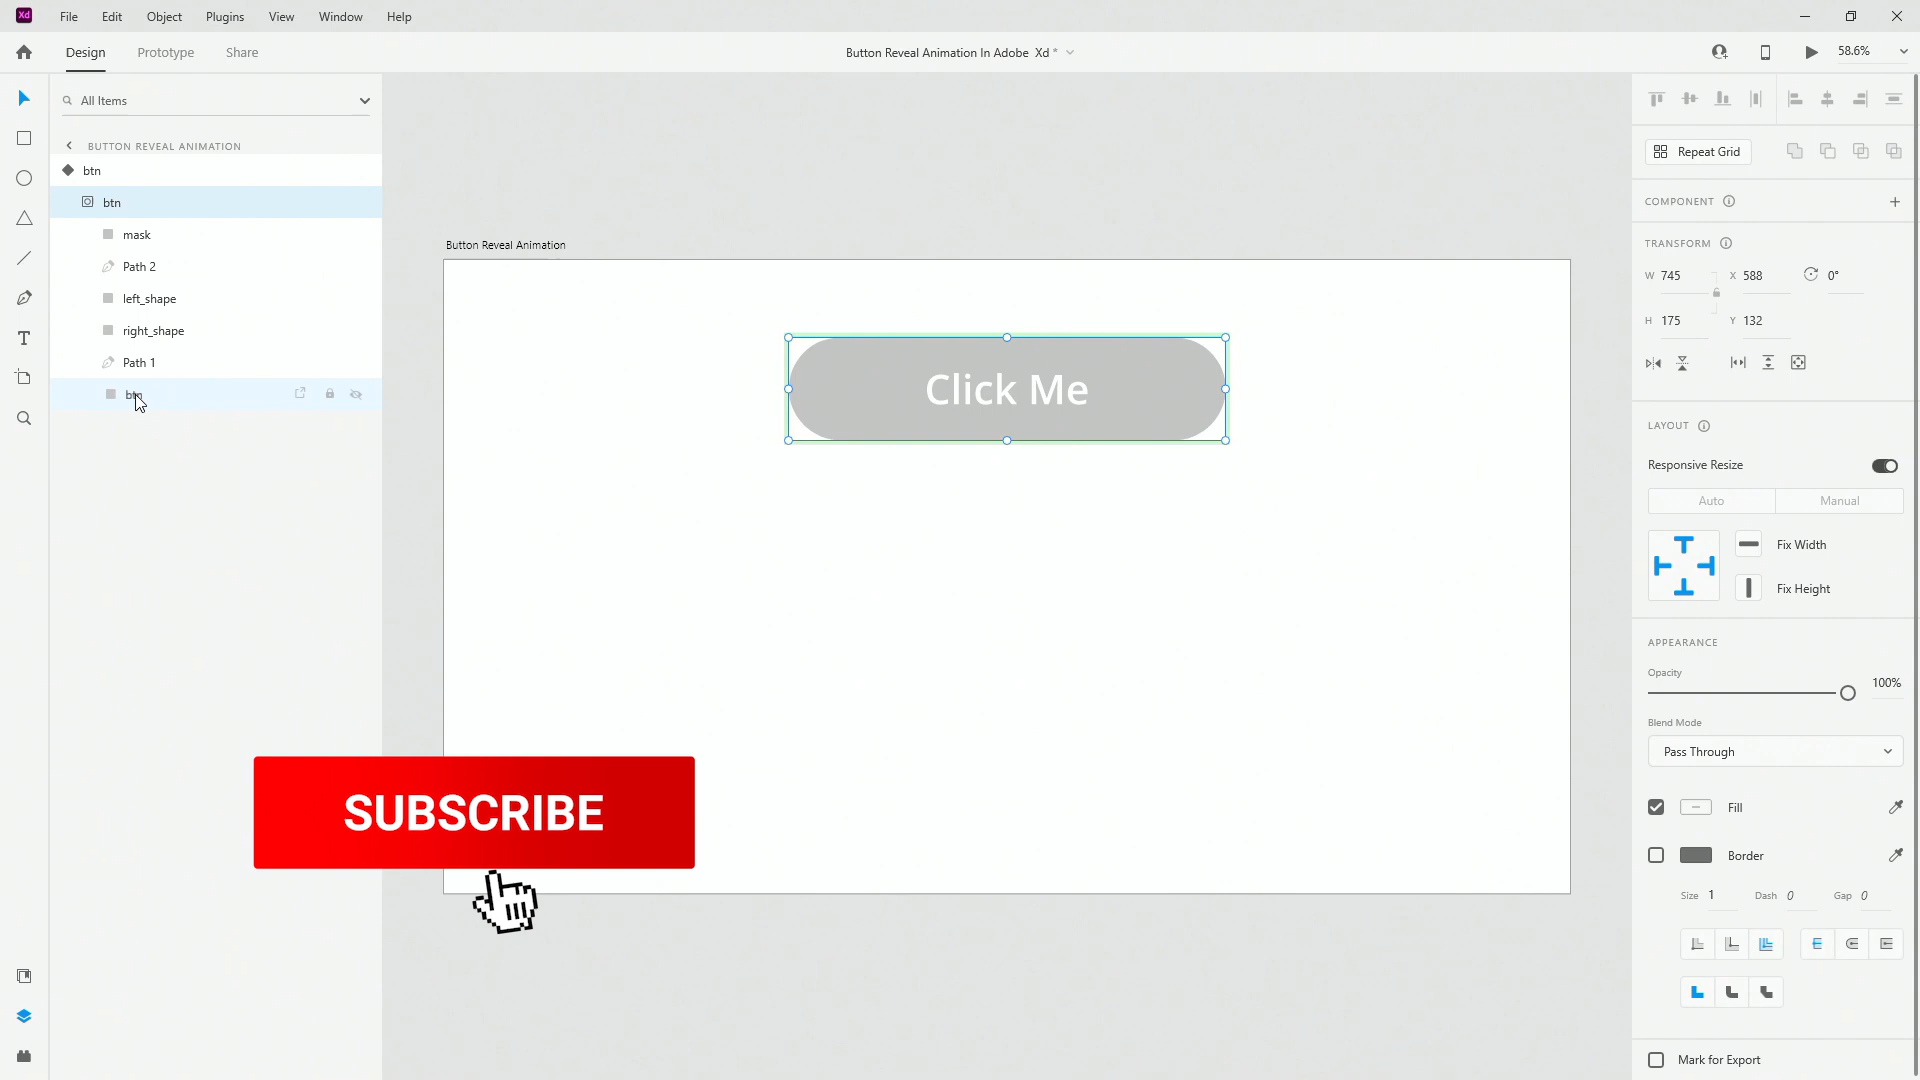 Xd
File Edit Object Plugins View Window Help
Design Prototype Share
Button Reveal Animation In Adobe Xd *
58.6%
All Items
BUTTON REVEAL ANIMATION
btn
btn
mask
Path 2
left_shape
right_shape
Path 1
btn
Button Reveal Animation
Click Me
SUBSCRIBE
Repeat Grid
COMPONENT
TRANSFORM
W 745 X 588 0°
H 175 Y 132
LAYOUT
Responsive Resize
Auto Manual
Fix Width
Fix Height
APPEARANCE
Opacity
100%
Blend Mode
Pass Through
Fill
Border
Size 1 Dash 0 Gap 0
Mark for Export